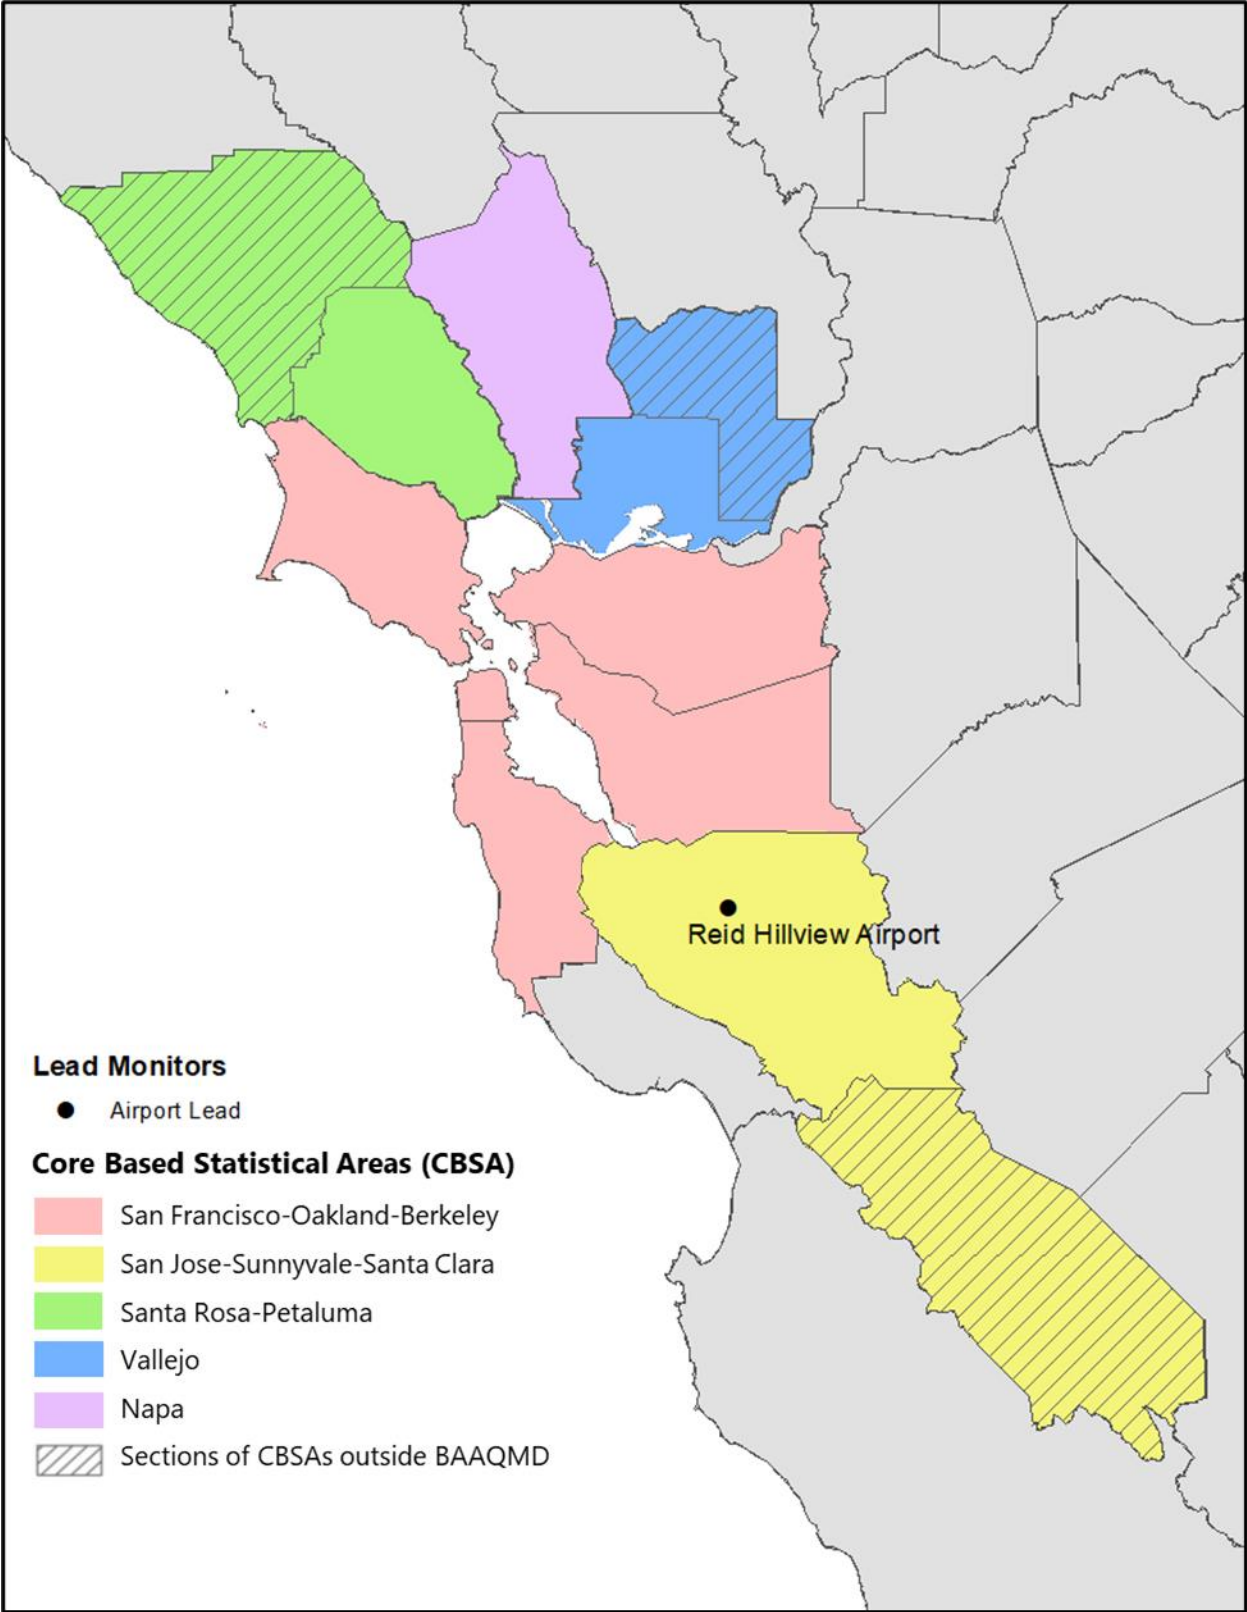 Reid Hillview Airport
Lead Monitors
Airport Lead
Core Based Statistical Areas (CBSA)
San Francisco-Oakland-Berkeley
San Jose-Sunnyvale-Santa Clara
Santa Rosa-Petaluma
Vallejo
Napa
Sections of CBSAs outside BAAQMD